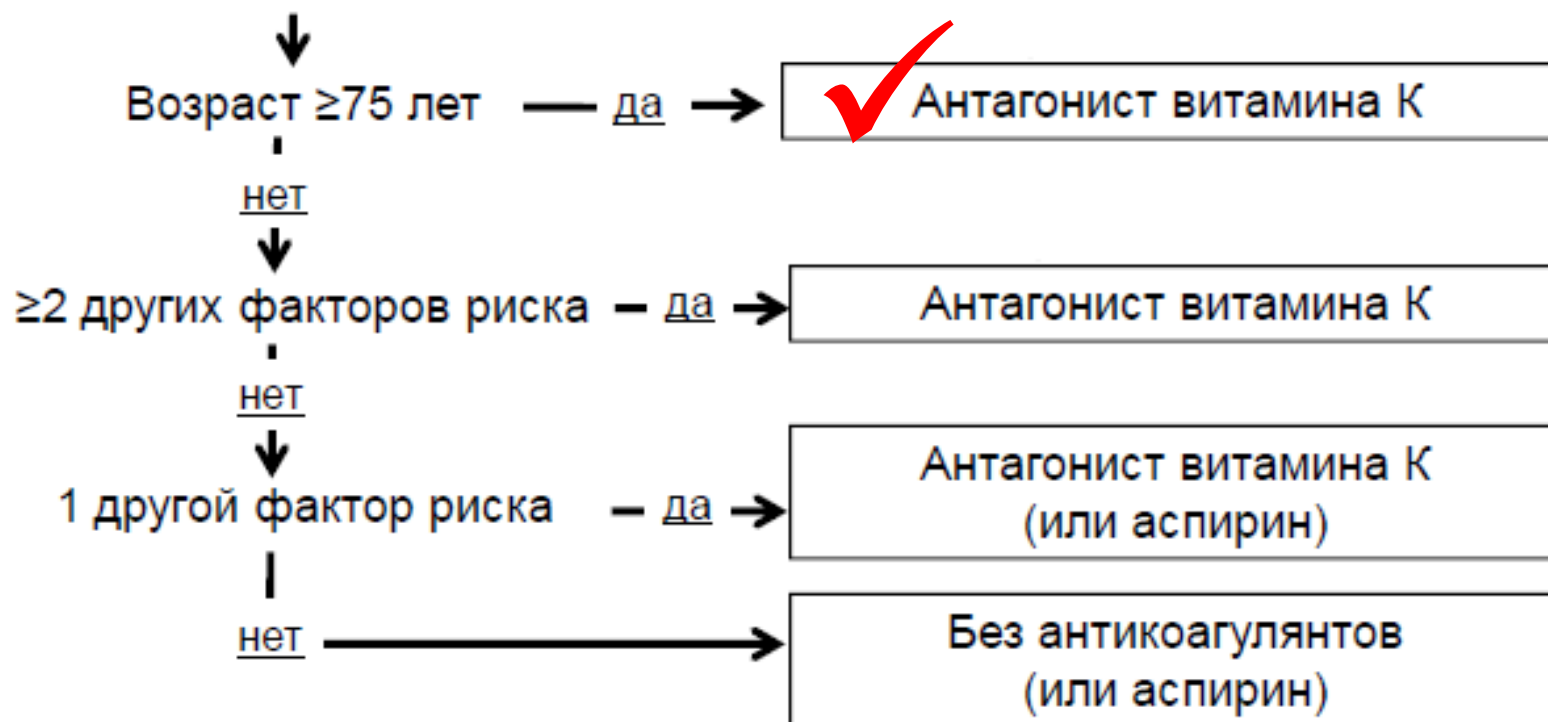 Возраст ≥75 лет
да
Антагонист витамина К
нет
≥2 других факторов риска
да
Антагонист витамина К
нет
1 другой фактор риска
да
Антагонист витамина К
(или аспирин)
нет
Без антикоагулянтов
(или аспирин)